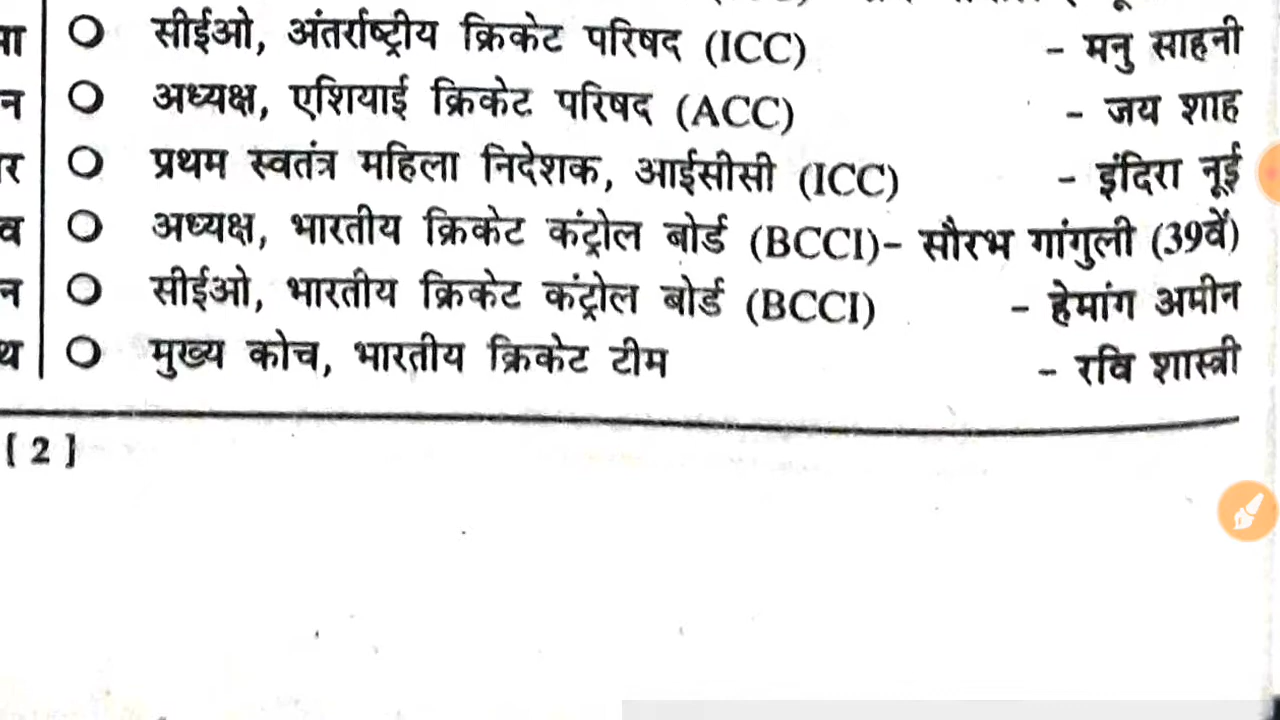 ा ○ सीईओ, अंतर्राष्ट्रीय क्रिकेट परिषद (ICC) - मनु साहनी
न ○ अध्यक्ष, एशियाई क्रिकेट परिषद (ACC) - जय शाह
र ○ प्रथम स्वतंत्र महिला निदेशक, आईसीसी (ICC) - इंदिरा नूई
व ○ अध्यक्ष, भारतीय क्रिकेट कंट्रोल बोर्ड (BCCI)- सौरभ गांगुली (39वें)
न ○ सीईओ, भारतीय क्रिकेट कंट्रोल बोर्ड (BCCI) - हेमांग अमीन
थ ○ मुख्य कोच, भारतीय क्रिकेट टीम - रवि शास्त्री
[ 2 ]